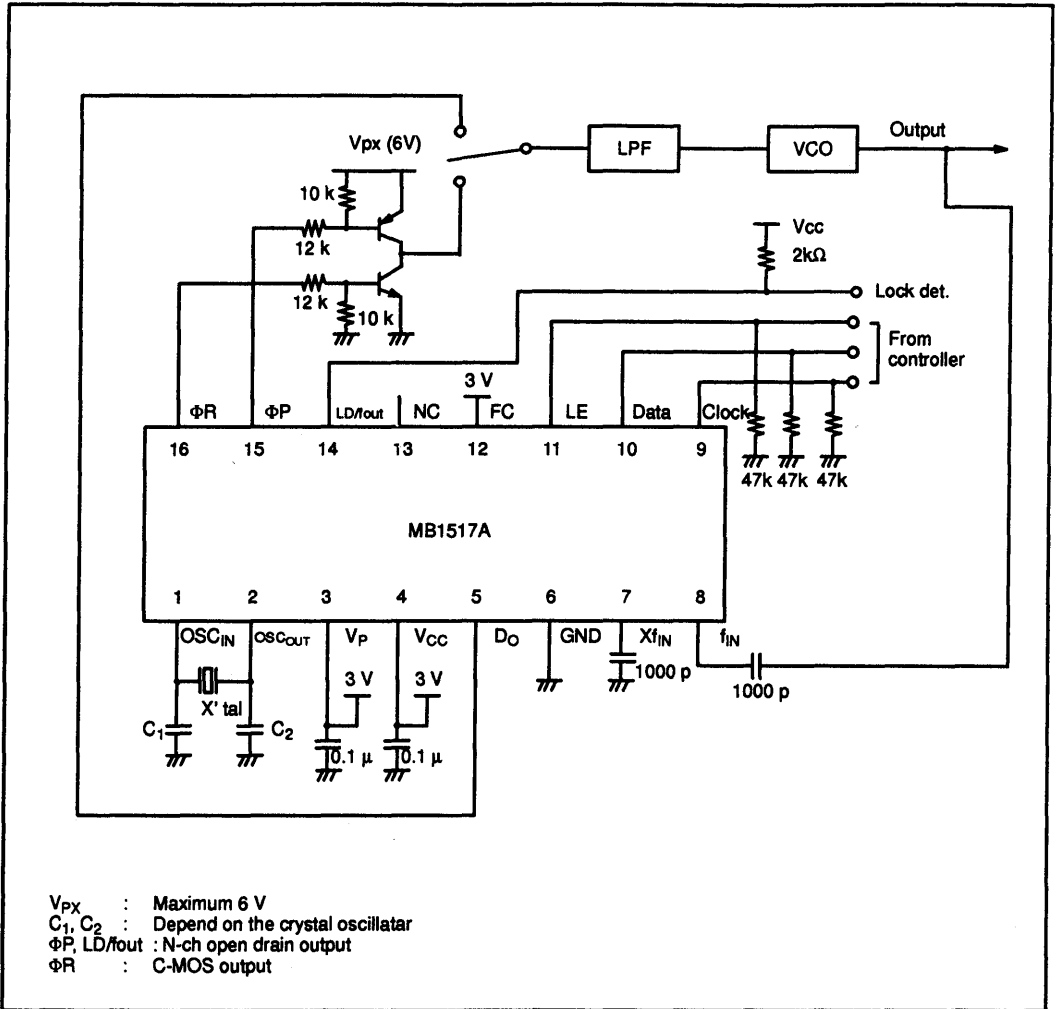 Output
Vpx (6V)
LPF
VCO
10 k
12 k
Vcc
2kΩ
12 k
10 k
Lock det.
From
controller
3 V
ΦR ΦP LD/fout NC FC LE Data Clock
16 15 14 13 12 11 10 9
47k 47k 47k
MB1517A
1 2 3 4 5 6 7 8
OSCIN OSCOUT VP VCC DO GND XfIN fIN
3 V 3 V
1000 p
1000 p
X' tal
C1 C2
0.1 μ 0.1 μ
VPX : Maximum 6 V
C1, C2 : Depend on the crystal oscillatar
ΦP, LD/fout : N-ch open drain output
ΦR : C-MOS output